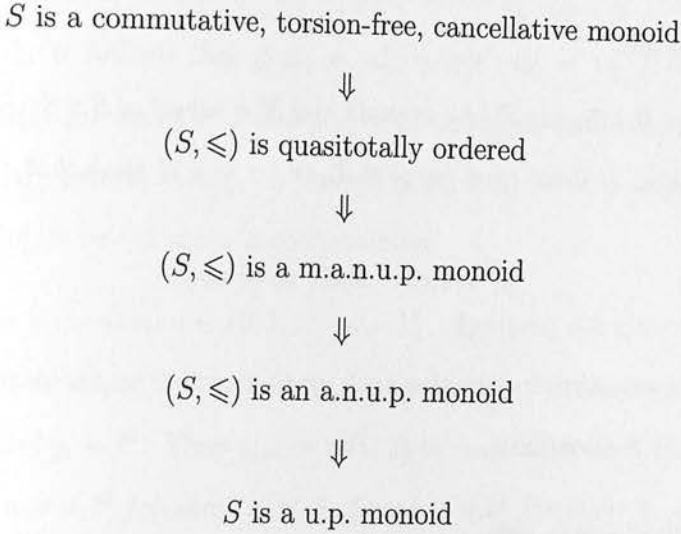 S is a commutative, torsion-free, cancellative monoid
⇓
(S, ⩽) is quasitotally ordered
⇓
(S, ⩽) is a m.a.n.u.p. monoid
⇓
(S, ⩽) is an a.n.u.p. monoid
⇓
S is a u.p. monoid